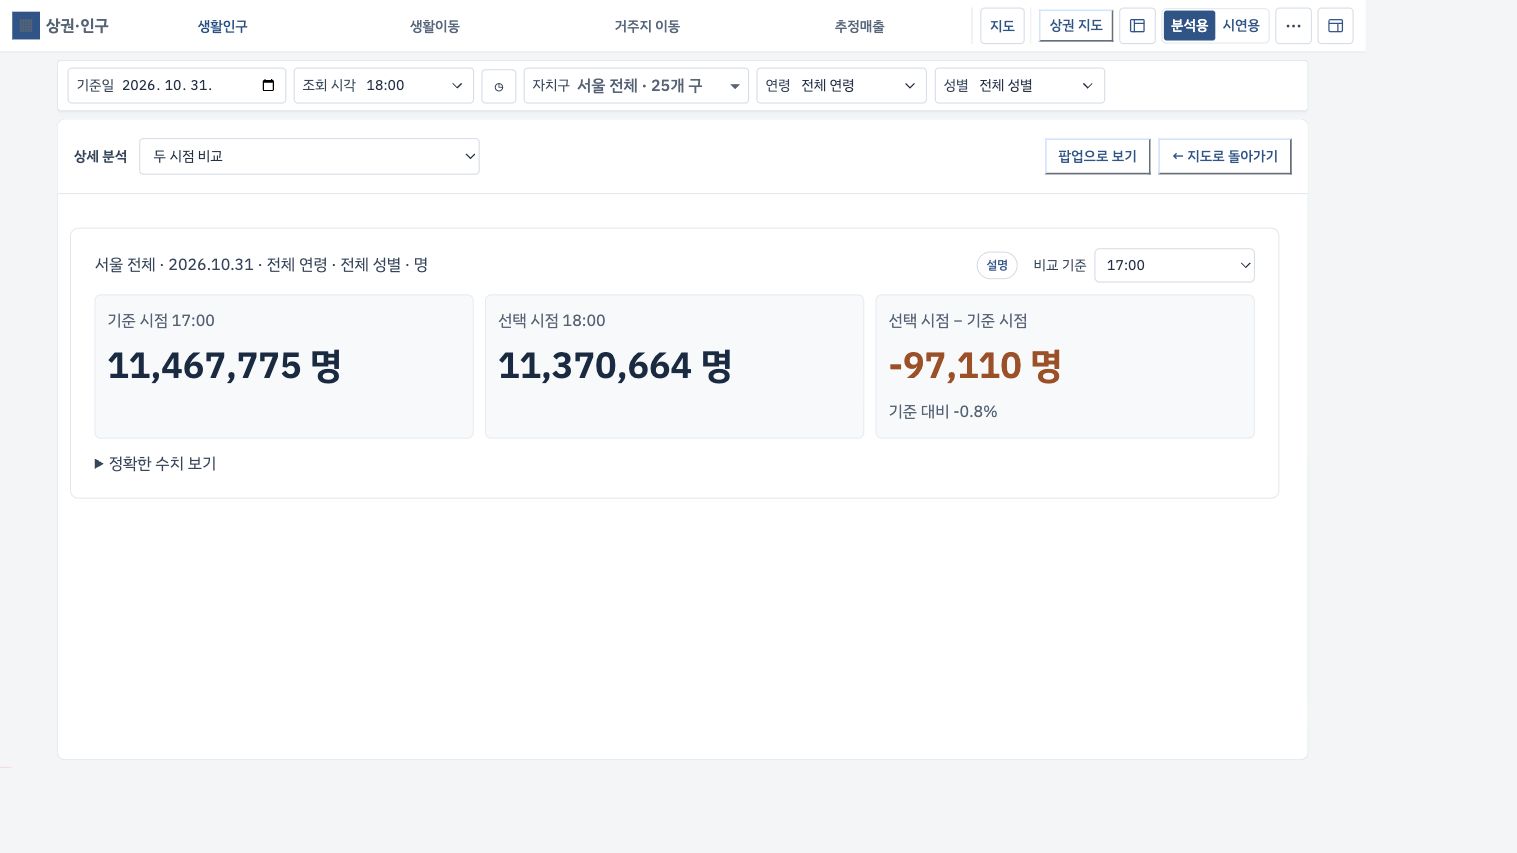 상권·인구 생활인구 생활이동 거주지 이동 추정매출 지도 상권 지도 분석용 시연용 ⋯
기준일 2026. 10. 31. 조회 시각 18:00 자치구 서울 전체 · 25개 구 연령 전체 연령 성별 전체 성별
상세 분석 두 시점 비교 팝업으로 보기 ← 지도로 돌아가기
서울 전체 · 2026.10.31 · 전체 연령 · 전체 성별 · 명 설명 비교 기준 17:00
기준 시점 17:00
11,467,775 명
선택 시점 18:00
11,370,664 명
선택 시점 − 기준 시점
-97,110 명
기준 대비 -0.8%
▶ 정확한 수치 보기